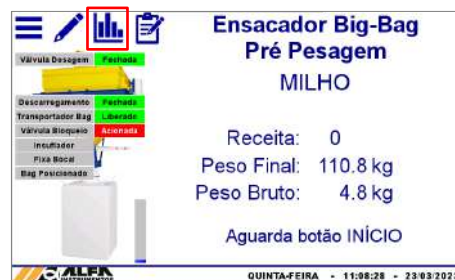 Ensacador Big-Bag
Pré Pesagem
MILHO
Válvula Dosagem Fechada
Descarregamento Fechada
Transportador Bag Liberado
Válvula Bloqueio Acionada
Insuflador
Fixa Bocal
Bag Posicionado
Receita: 0
Peso Final: 110.8 kg
Peso Bruto: 4.8 kg
Aguarda botão INÍCIO
ALFA
INSTRUMENTOS
QUINTA-FEIRA - 11:08:28 - 23/03/2023